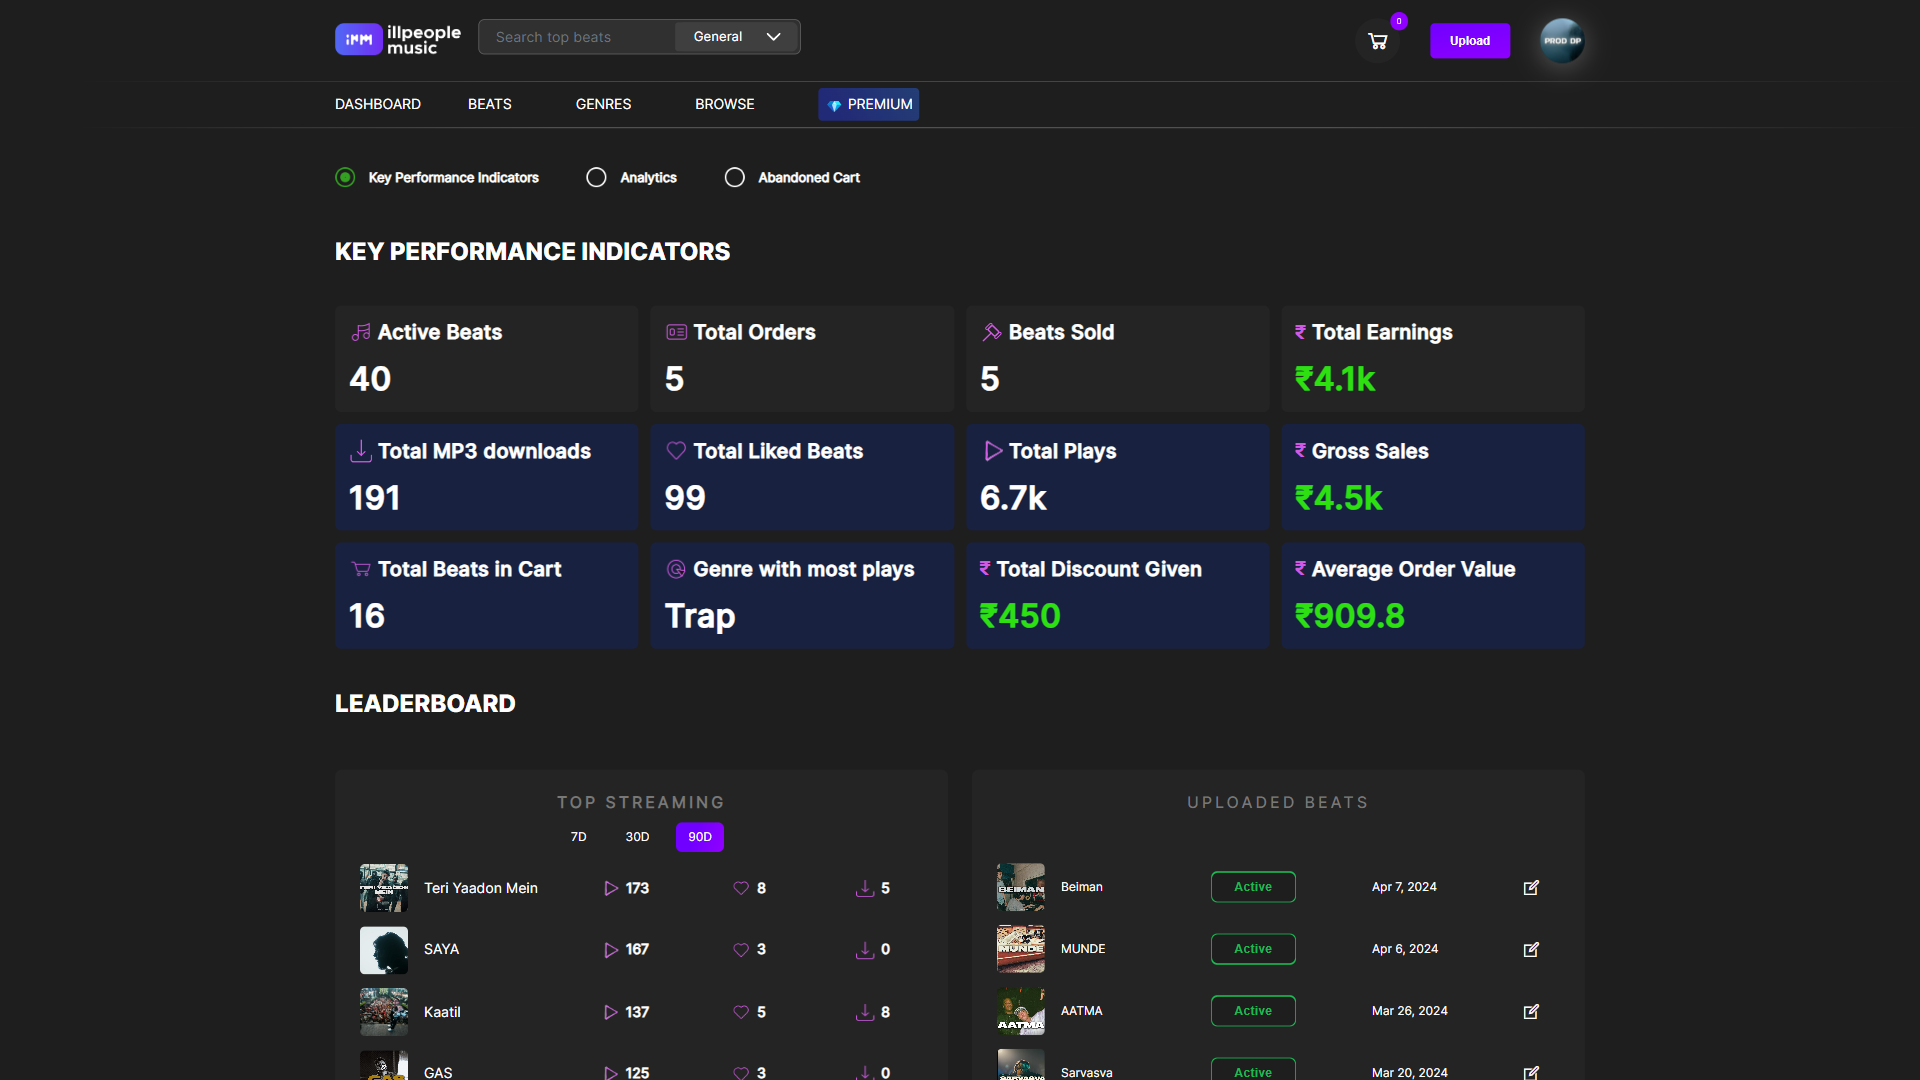 illpeople
music
Search top beats
General
0
Upload
PROD DP
DASHBOARD
BEATS
GENRES
BROWSE
PREMIUM
Key Performance Indicators
Analytics
Abandoned Cart
KEY PERFORMANCE INDICATORS
Active Beats
40
Total Orders
5
Beats Sold
5
₹ Total Earnings
₹4.1k
Total MP3 downloads
191
Total Liked Beats
99
Total Plays
6.7k
₹ Gross Sales
₹4.5k
Total Beats in Cart
16
Genre with most plays
Trap
₹ Total Discount Given
₹450
₹ Average Order Value
₹909.8
LEADERBOARD
TOP STREAMING
7D 30D 90D
Teri Yaadon Mein 173 8 5
SAYA 167 3 0
Kaatil 137 5 8
GAS 125 3 0
UPLOADED BEATS
BEIMAN
Beiman Active Apr 7, 2024
MUNDE
MUNDE Active Apr 6, 2024
AATMA
AATMA Active Mar 26, 2024
Sarvasva Active Mar 20, 2024